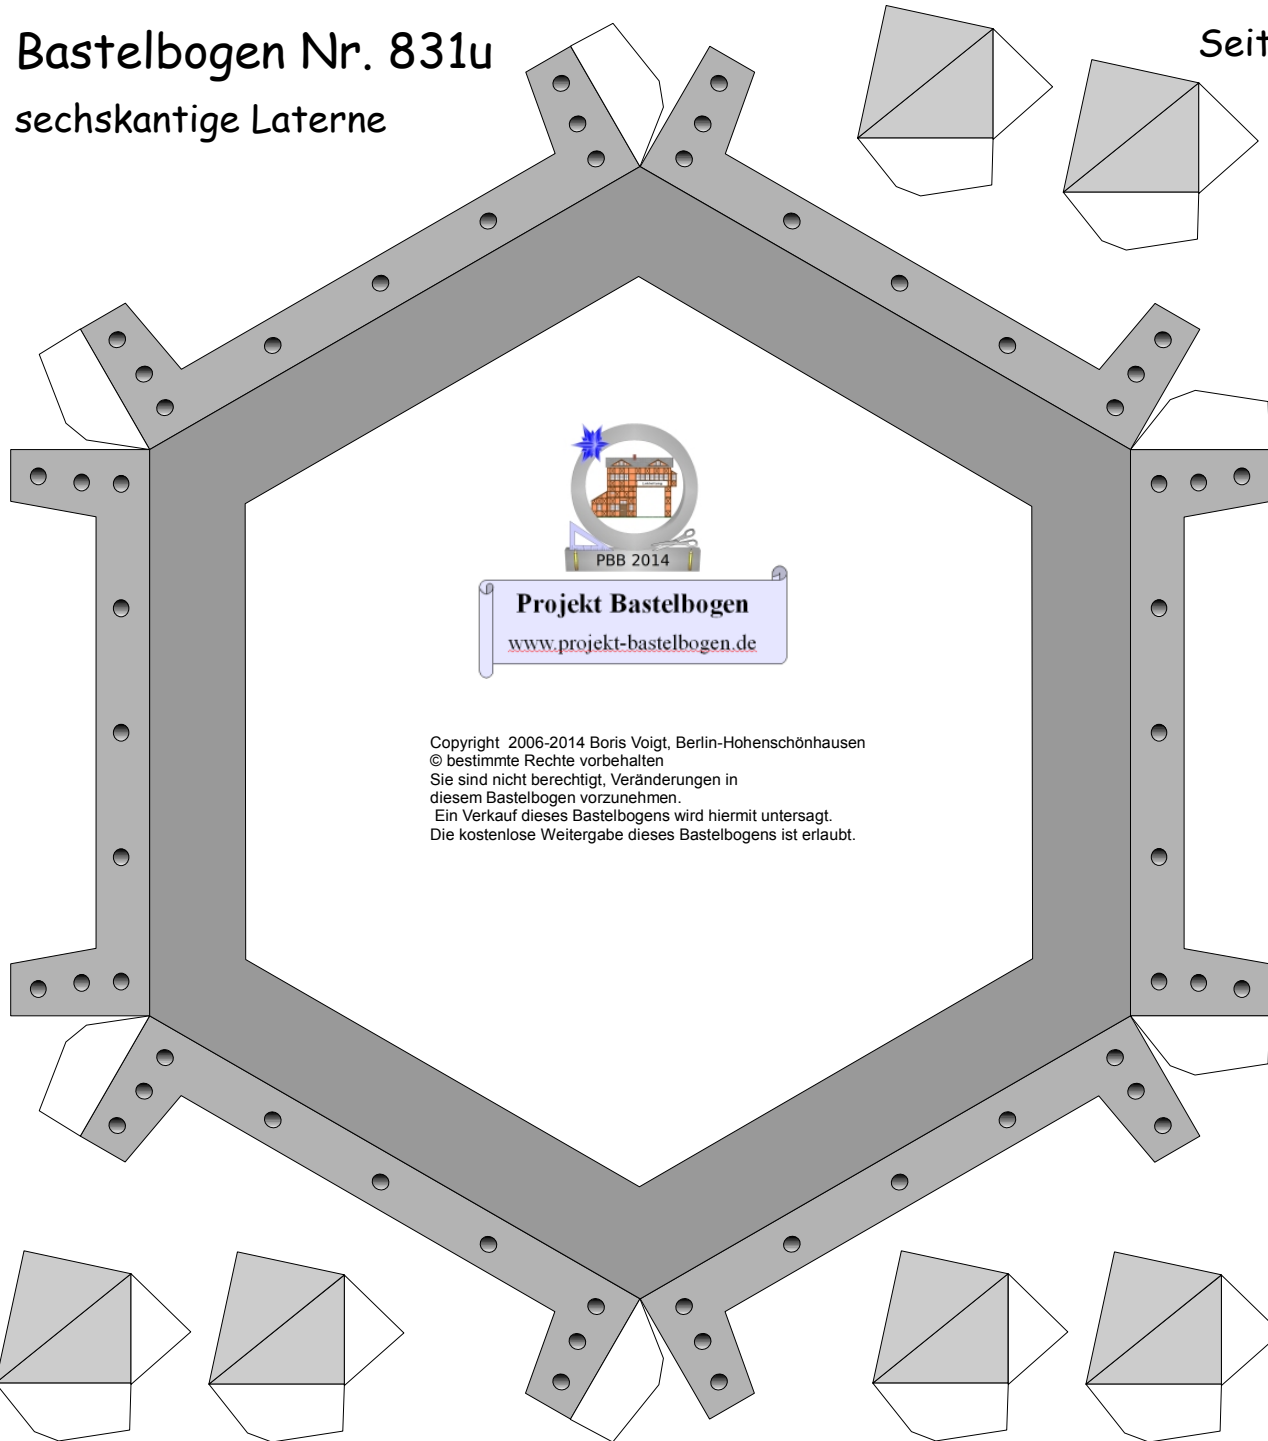 Bastelbogen Nr. 831u
Seit
sechskantige Laterne
PBB 2014
Projekt Bastelbogen
www.projekt-bastelbogen.de
Copyright  2006-2014 Boris Voigt, Berlin-Hohenschönhausen
© bestimmte Rechte vorbehalten
Sie sind nicht berechtigt, Veränderungen in
diesem Bastelbogen vorzunehmen.
Ein Verkauf dieses Bastelbogens wird hiermit untersagt.
Die kostenlose Weitergabe dieses Bastelbogens ist erlaubt.